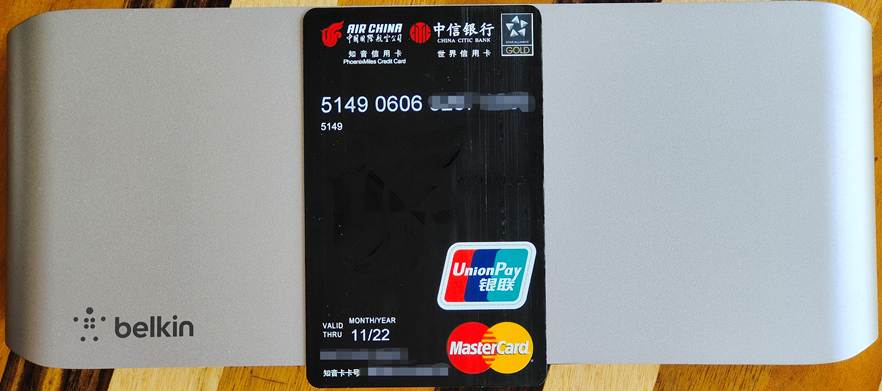 AIR CHINA
中国国际航空公司
知音信用卡
PhoenixMiles Credit Card
中信银行
CHINA CITIC BANK
世界信用卡
STAR ALLIANCE
GOLD
5149 0606
5149
UnionPay
银联
MONTH/YEAR
VALID THRU 11/22
MasterCard
知音卡卡号
belkin